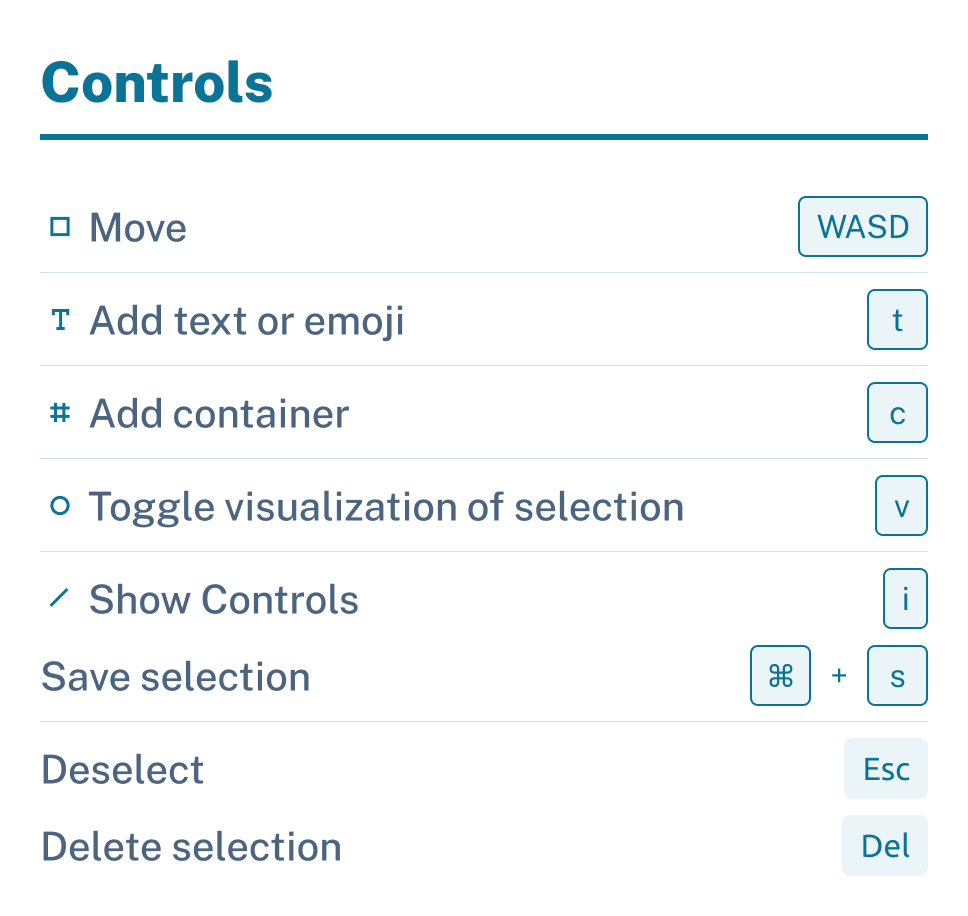 Controls
Move WASD
T Add text or emoji t
# Add container c
Toggle visualization of selection v
/ Show Controls i
Save selection ⌘ + s
Deselect Esc
Delete selection Del